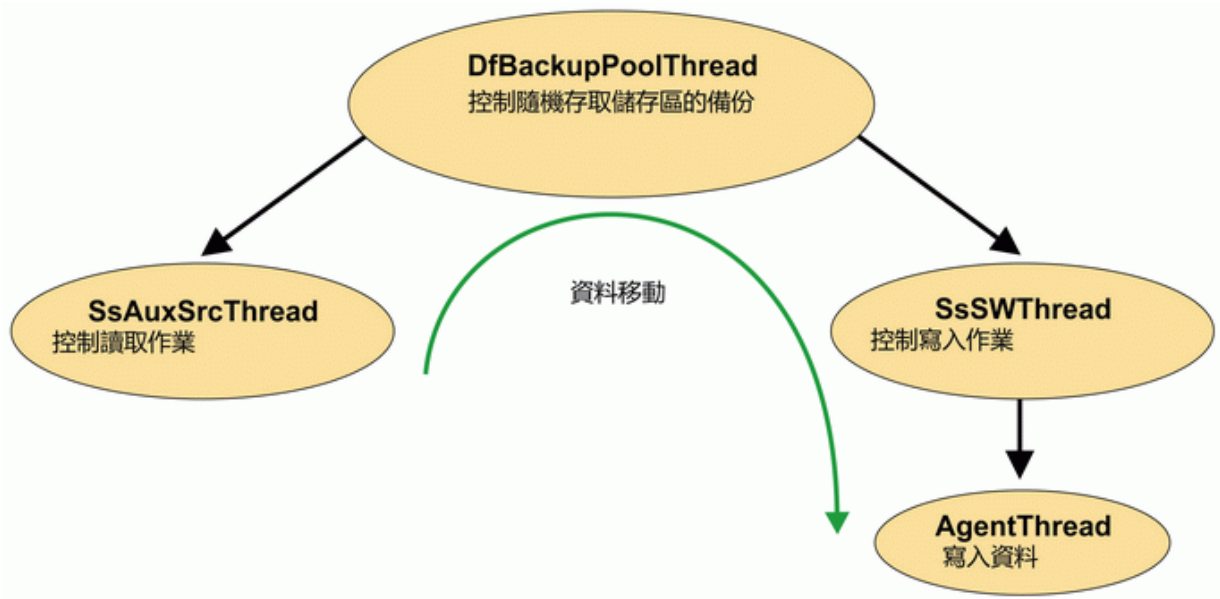 DfBackupPoolThread
控制隨機存取儲存區的備份
資料移動
SsAuxSrcThread
控制讀取作業
SsSWThread
控制寫入作業
AgentThread
寫入資料